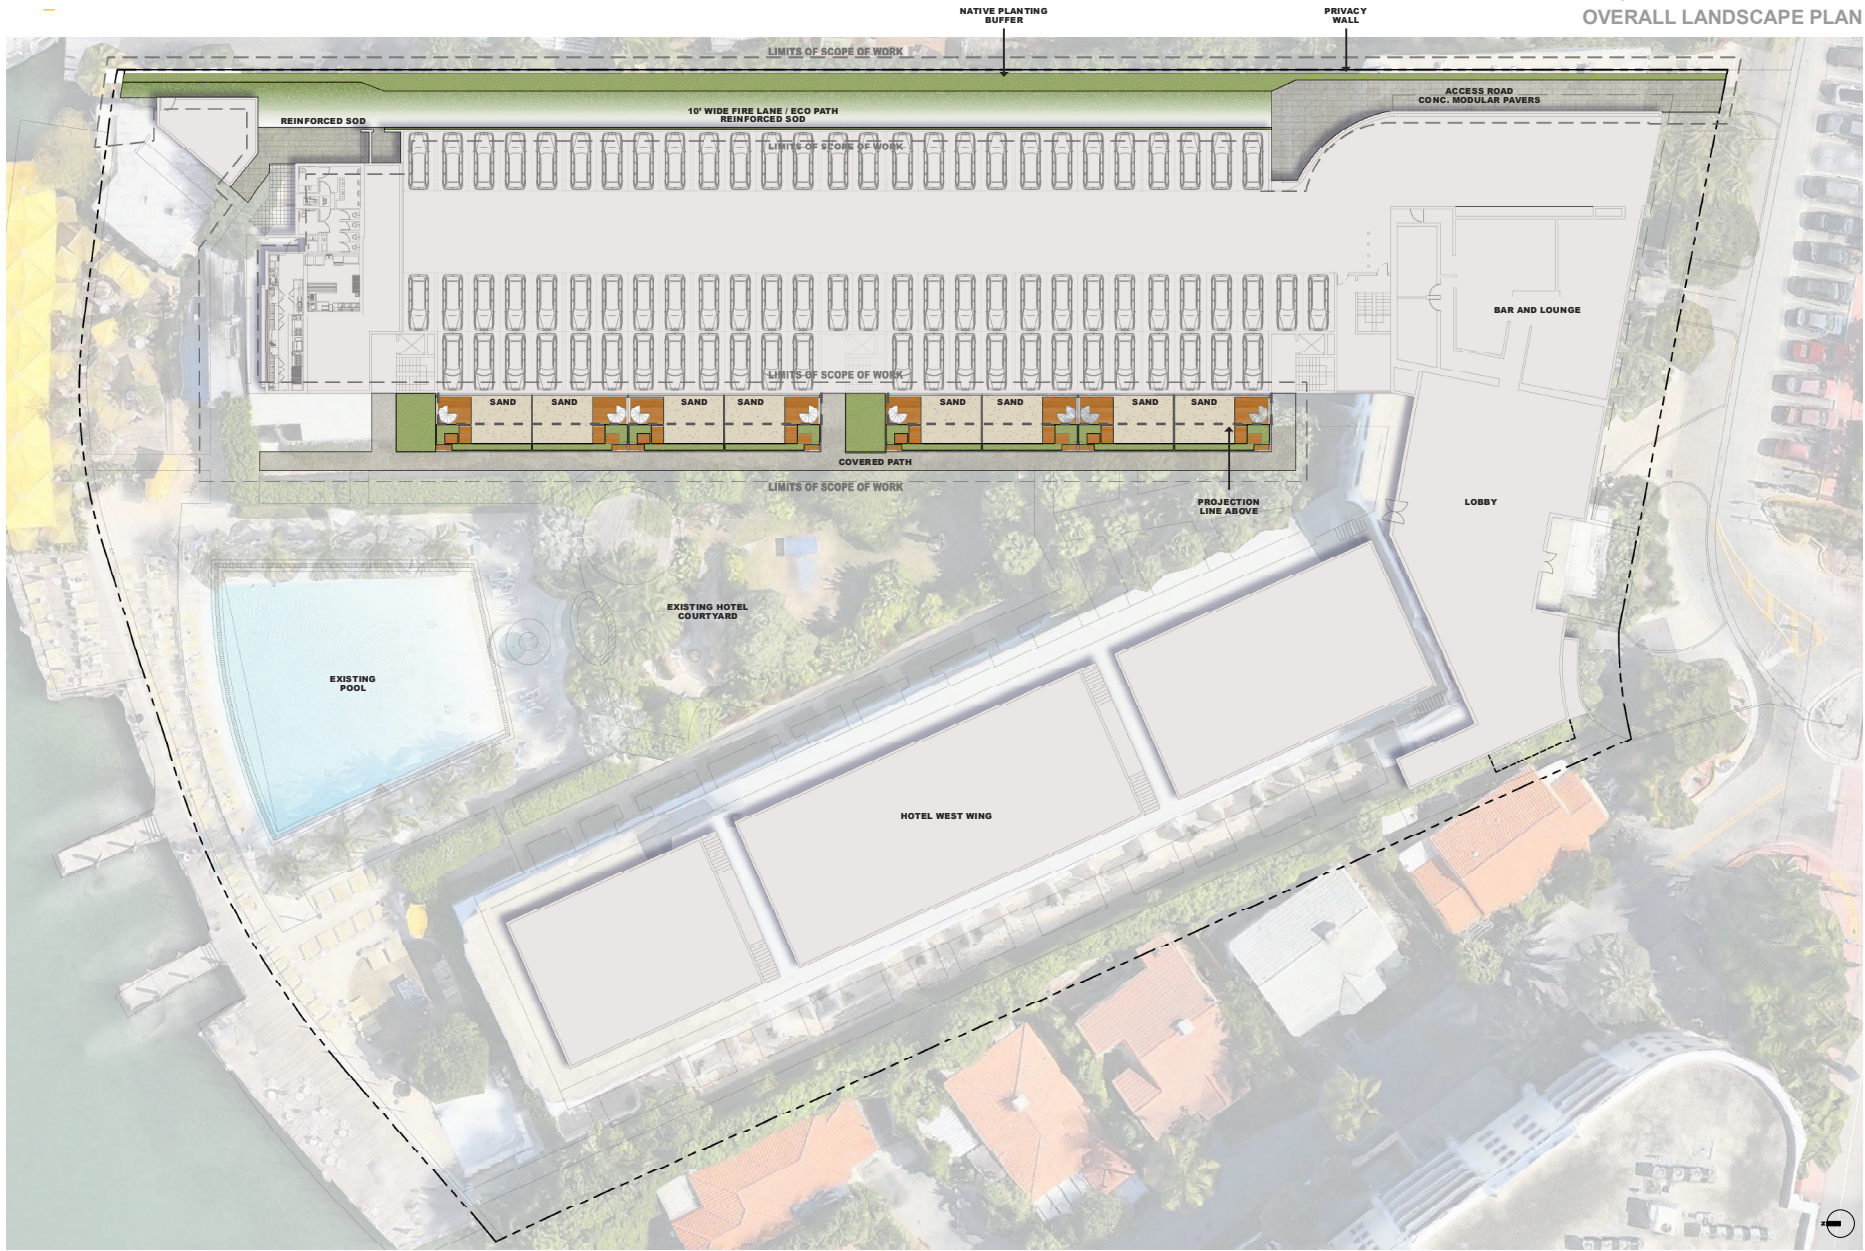 NATIVE PLANTING
BUFFER
PRIVACY
WALL
OVERALL LANDSCAPE PLAN
LIMITS OF SCOPE OF WORK
ACCESS ROAD
CONC. MODULAR PAVERS
10' WIDE FIRE LANE / ECO PATH
REINFORCED SOD
REINFORCED SOD
LIMITS OF SCOPE OF WORK
BAR AND LOUNGE
LIMITS OF SCOPE OF WORK
SAND
SAND
SAND
SAND
SAND
SAND
SAND
SAND
COVERED PATH
LIMITS OF SCOPE OF WORK
PROJECTION
LINE ABOVE
LOBBY
EXISTING HOTEL
COURTYARD
EXISTING
POOL
HOTEL WEST WING
N